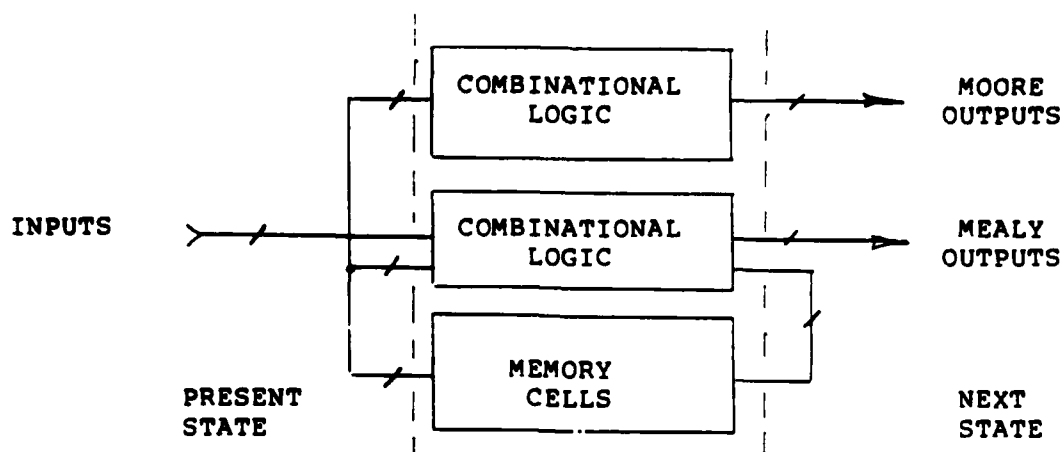 COMBINATIONAL
LOGIC
MOORE
OUTPUTS
INPUTS
COMBINATIONAL
LOGIC
MEALY
OUTPUTS
MEMORY
CELLS
PRESENT
STATE
NEXT
STATE